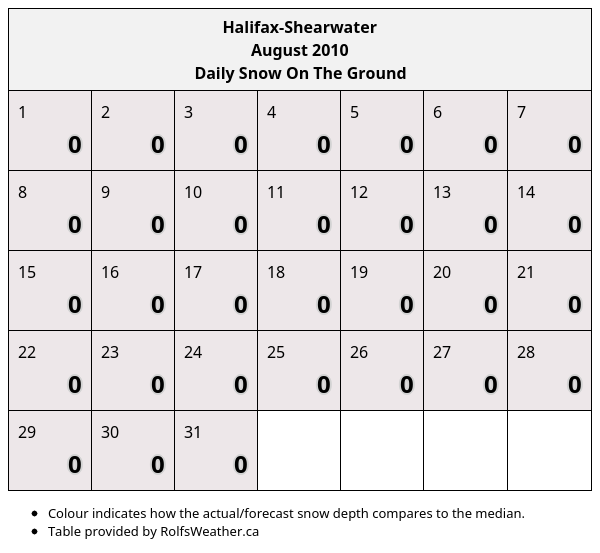 Halifax-Shearwater
August 2010
Daily Snow On The Ground
1 2 3 4 5 6 7
0 0 0 0 0 0 0
8 9 10 11 12 13 14
0 0 0 0 0 0 0
15 16 17 18 19 20 21
0 0 0 0 0 0 0
22 23 24 25 26 27 28
0 0 0 0 0 0 0
29 30 31
0 0 0
• Colour indicates how the actual/forecast snow depth compares to the median.
• Table provided by RolfsWeather.ca